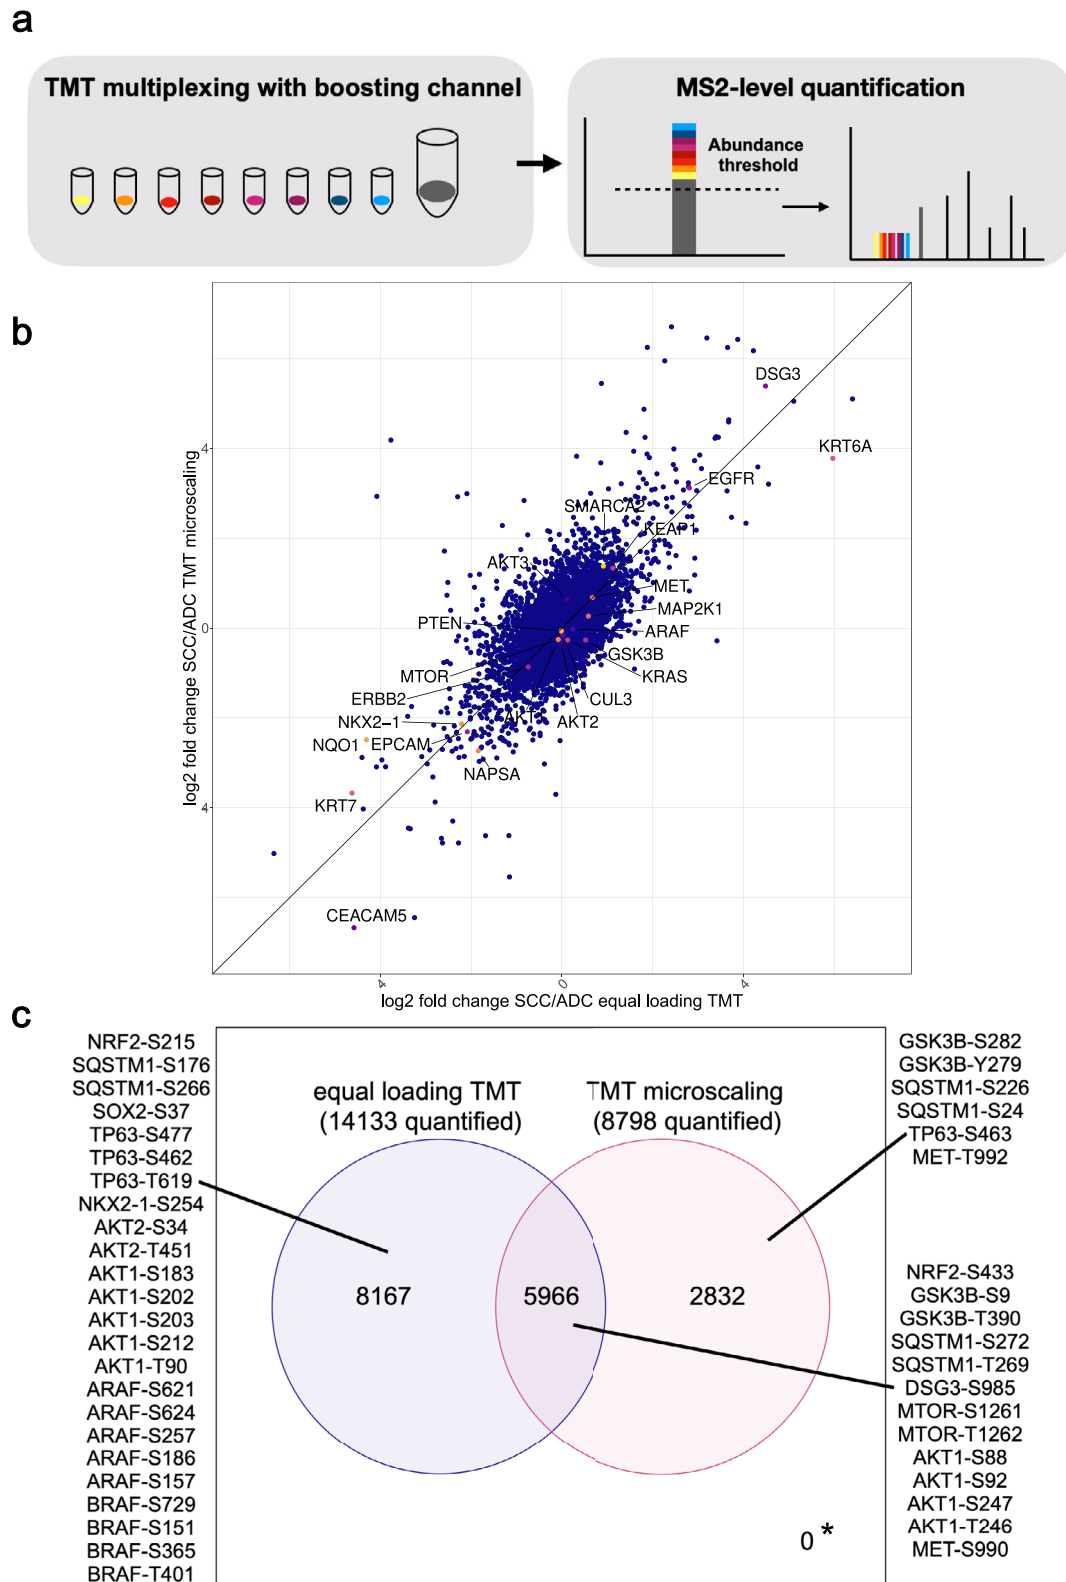 a
TMT multiplexing with boosting channel
MS2-level quantification
Abundance
threshold
b
log2 fold change SCC/ADC TMT microscaling
4
0
4
DSG3
KRT6A
EGFR
SMARCA2
KEAP1
AKT3
MET
MAP2K1
PTEN
ARAF
GSK3B
MTOR
KRAS
ERBB2
CUL3
AKT1
AKT2
NKX2-1
NQO1
EPCAM
NAPSA
KRT7
CEACAM5
4
0
4
log2 fold change SCC/ADC equal loading TMT
c
NRF2-S215
SQSTM1-S176
SQSTM1-S266
SOX2-S37
TP63-S477
TP63-S462
TP63-T619
NKX2-1-S254
AKT2-S34
AKT2-T451
AKT1-S183
AKT1-S202
AKT1-S203
AKT1-S212
AKT1-T90
ARAF-S621
ARAF-S624
ARAF-S257
ARAF-S186
ARAF-S157
BRAF-S729
BRAF-S151
BRAF-S365
BRAF-T401
equal loading TMT
(14133 quantified)
TMT microscaling
(8798 quantified)
8167
5966
2832
0 *
GSK3B-S282
GSK3B-Y279
SQSTM1-S226
SQSTM1-S24
TP63-S463
MET-T992
NRF2-S433
GSK3B-S9
GSK3B-T390
SQSTM1-S272
SQSTM1-T269
DSG3-S985
MTOR-S1261
MTOR-T1262
AKT1-S88
AKT1-S92
AKT1-S247
AKT1-T246
MET-S990